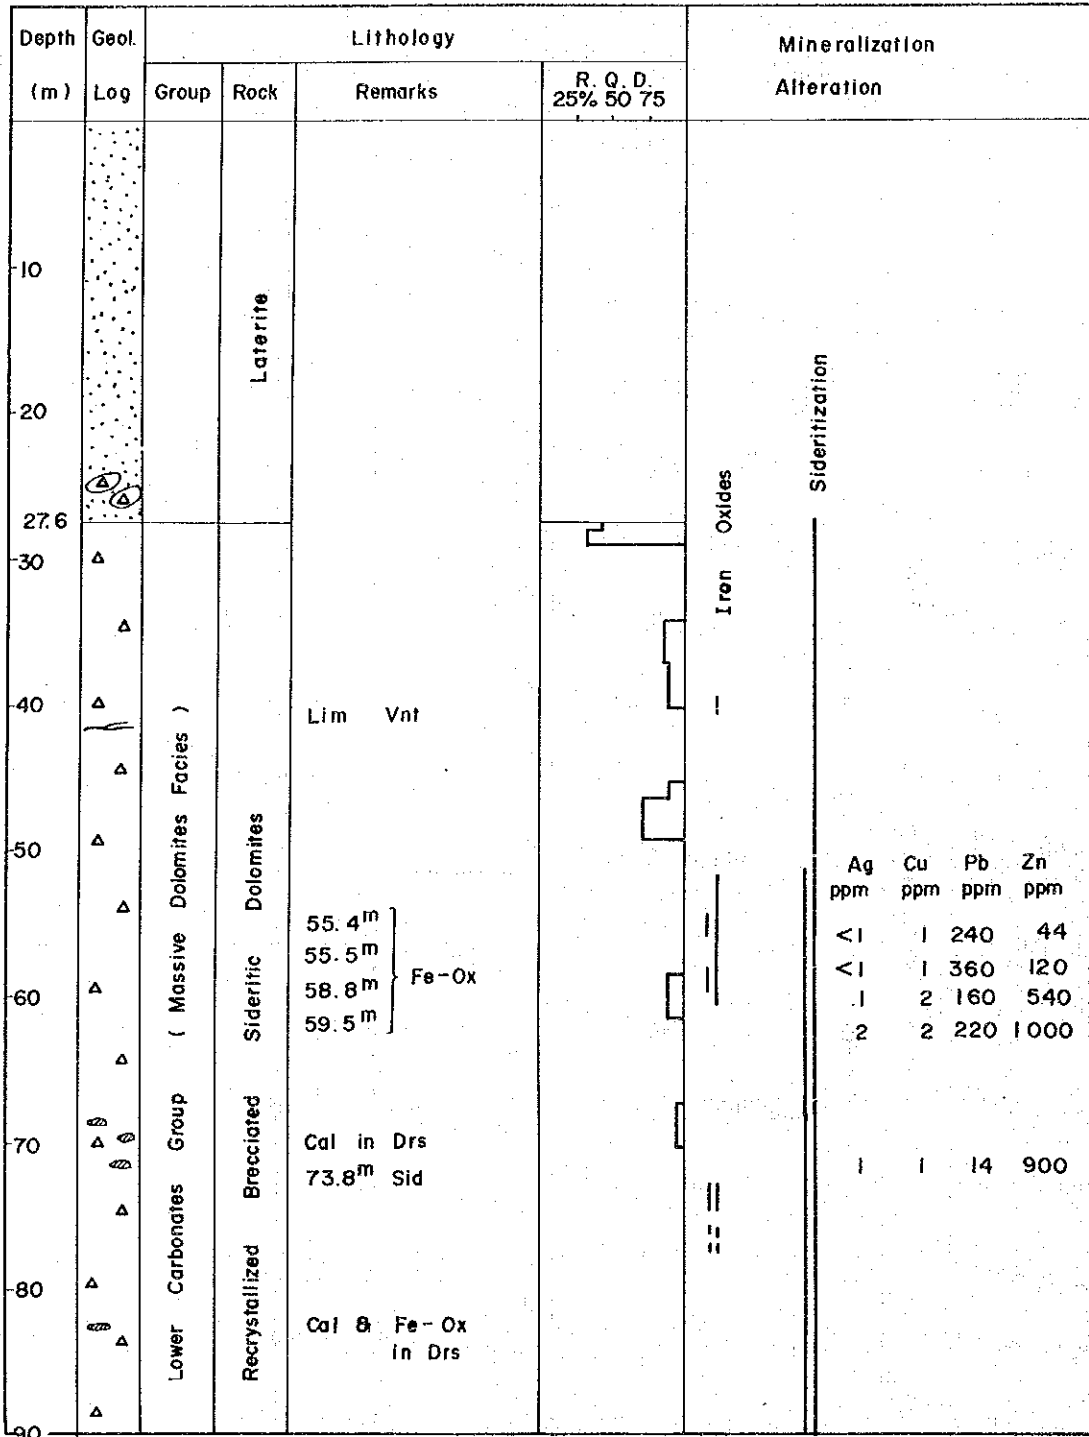 Depth Geol. Lithology Mineralization
(m) Log Group Rock Remarks R. Q. D. Alteration
25% 50 75
10
Laterite
20
Sideritization
27.6
Iron Oxides
30
40
Lim Vnt
Lower Carbonates Group ( Massive Dolomites Facies )
Recrystallized Brecciated Sideritic Dolomites
50
Ag Cu Pb Zn
ppm ppm ppm ppm
55.4m
<1 1 240 44
55.5m
Fe-Ox
<1 1 360 120
58.8m
60
1 2 160 540
59.5m
2 2 220 1000
70
Cal in Drs
73.8m Sid
1 1 14 900
80
Cal & Fe-Ox
in Drs
90